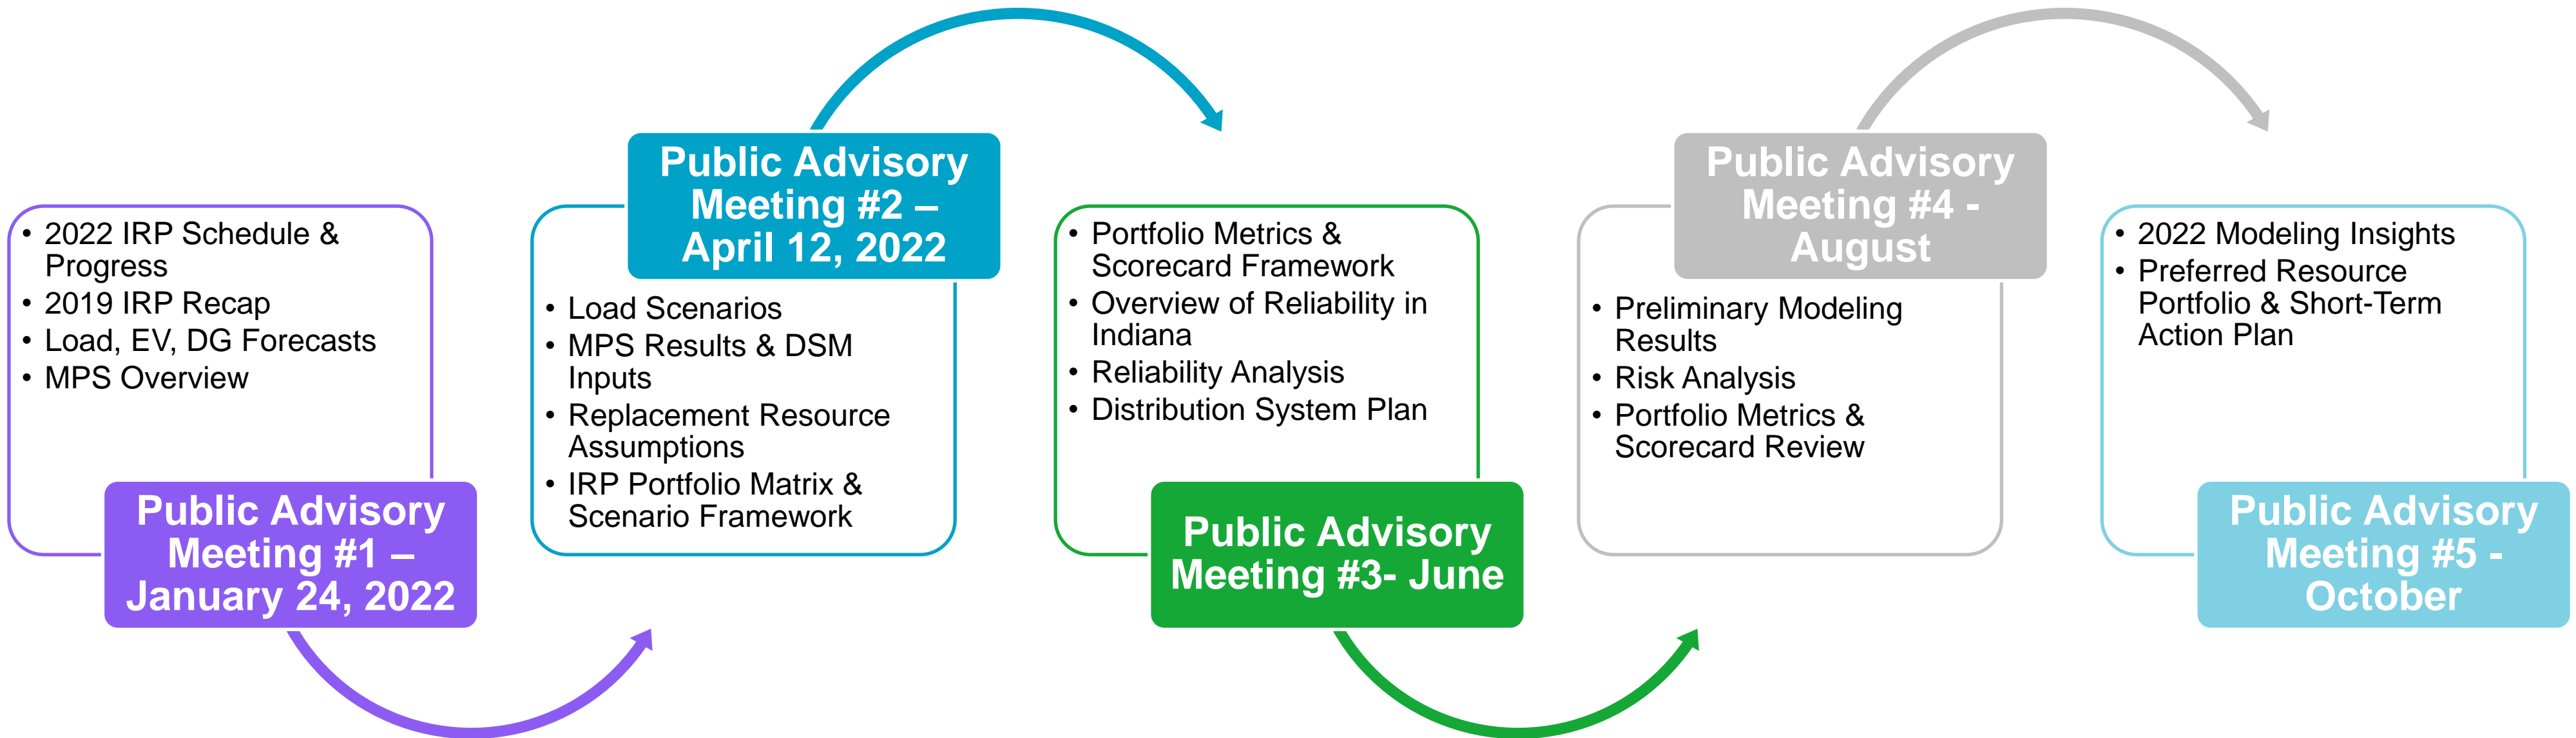 • 2022 IRP Schedule &
Progress
• 2019 IRP Recap
• Load, EV, DG Forecasts
• MPS Overview
Public Advisory
Meeting #1 –
January 24, 2022
Public Advisory
Meeting #2 –
April 12, 2022
• Load Scenarios
• MPS Results & DSM
Inputs
• Replacement Resource
Assumptions
• IRP Portfolio Matrix &
Scenario Framework
• Portfolio Metrics &
Scorecard Framework
• Overview of Reliability in
Indiana
• Reliability Analysis
• Distribution System Plan
Public Advisory
Meeting #3- June
Public Advisory
Meeting #4 -
August
• Preliminary Modeling
Results
• Risk Analysis
• Portfolio Metrics &
Scorecard Review
• 2022 Modeling Insights
• Preferred Resource
Portfolio & Short-Term
Action Plan
Public Advisory
Meeting #5 -
October